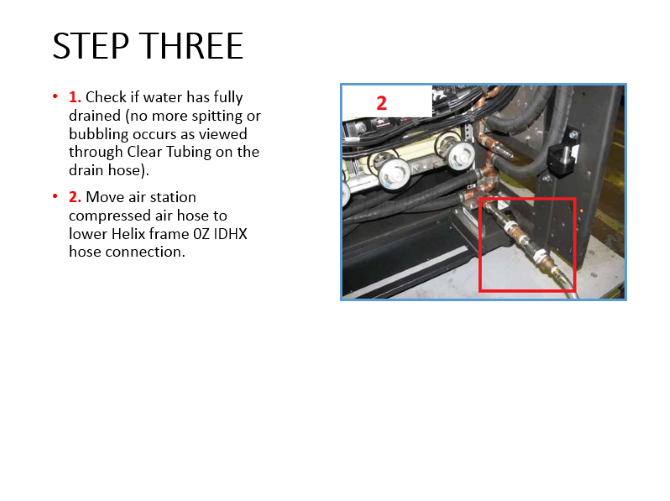 STEP THREE
• 1. Check if water has fully
drained (no more spitting or
bubbling occurs as viewed
through Clear Tubing on the
drain hose).
• 2. Move air station
compressed air hose to
lower Helix frame 0Z IDHX
hose connection.
2